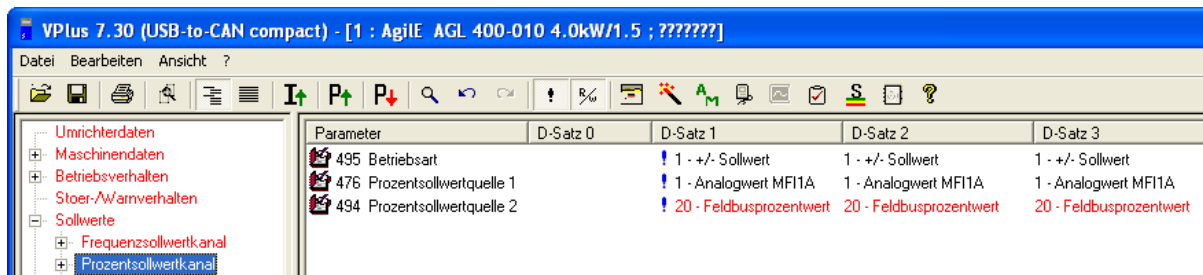 VPlus 7.30 (USB-to-CAN compact) - [1 : AgilE AGL 400-010 4.0kW/1.5 ; ???????]
Datei Bearbeiten Ansicht ?
I P P ! R/W A M S ?
Parameter D-Satz 0 D-Satz 1 D-Satz 2 D-Satz 3
Umrichterdaten
Maschinendaten
Betriebsverhalten
Stoer-/Warnverhalten
Sollwerte
Frequenzsollwertkanal
Prozentsollwertkanal
495 Betriebsart ! 1 - +/- Sollwert 1 - +/- Sollwert 1 - +/- Sollwert
476 Prozentsollwertquelle 1 ! 1 - Analogwert MFI1A 1 - Analogwert MFI1A 1 - Analogwert MFI1A
494 Prozentsollwertquelle 2 ! 20 - Feldbusprozentwert 20 - Feldbusprozentwert 20 - Feldbusprozentwert